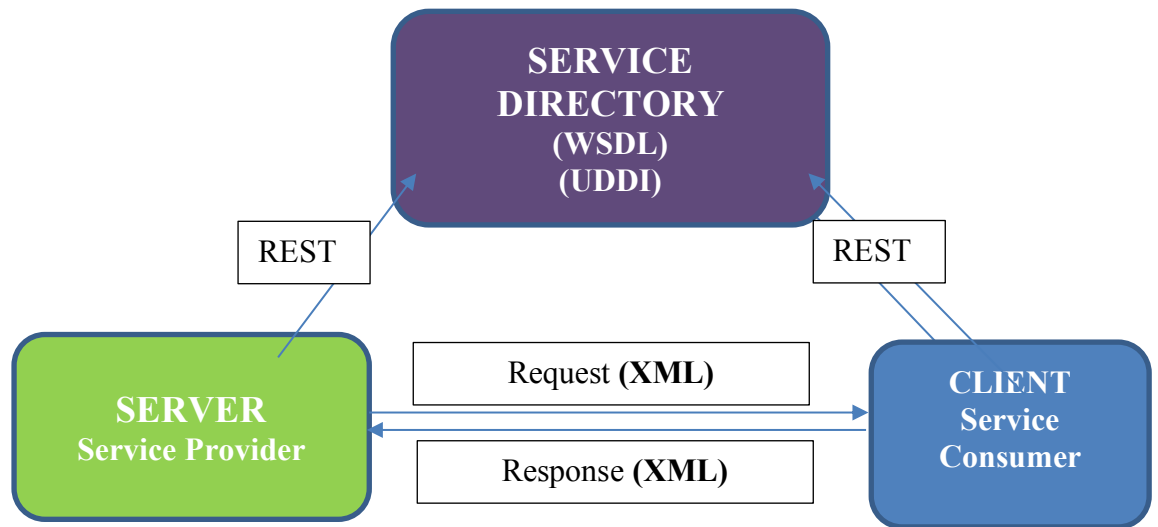 SERVICE
DIRECTORY
(WSDL)
(UDDI)
REST
REST
Request (XML)
SERVER
Service Provider
CLIENT
Service
Consumer
Response (XML)